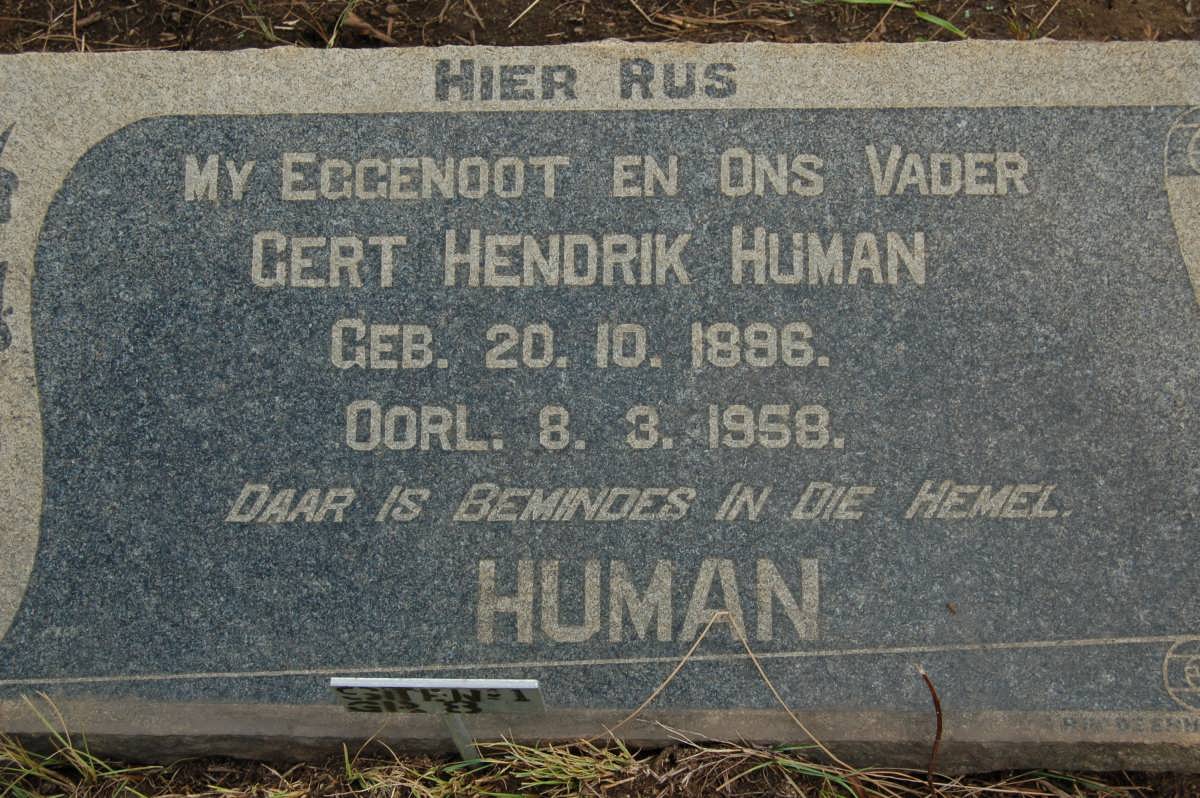 HIER RUS
MY EGGENOOT EN ONS VADER
GERT HENDRIK HUMAN
GEB. 20. 10. 1896.
OORL. 8. 3. 1958.
DAAR IS BEMINDES IN DIE HEMEL.
HUMAN